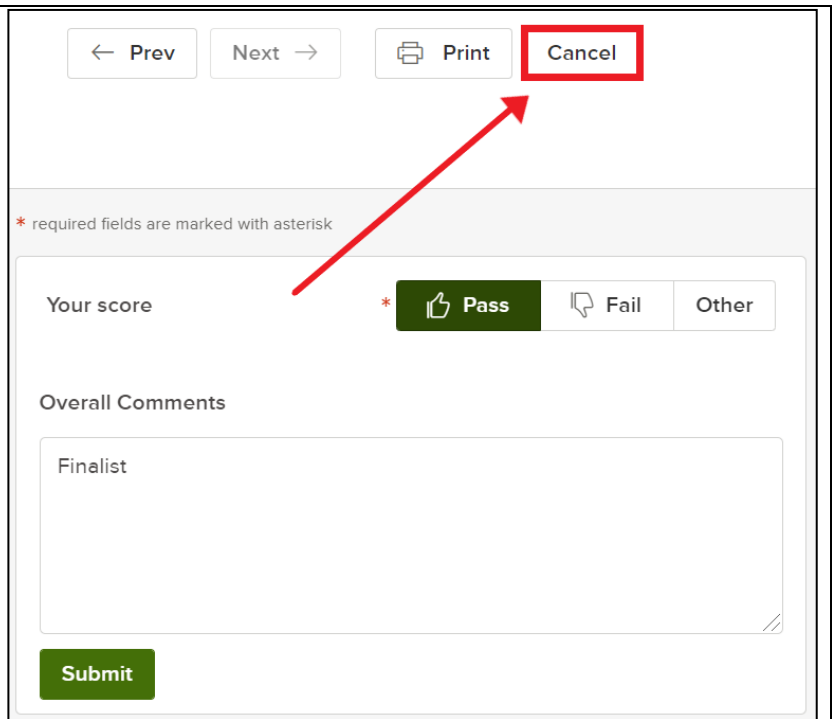 ← Prev Next → Print Cancel
* required fields are marked with asterisk
Your score * Pass Fail Other
Overall Comments
Finalist
Submit